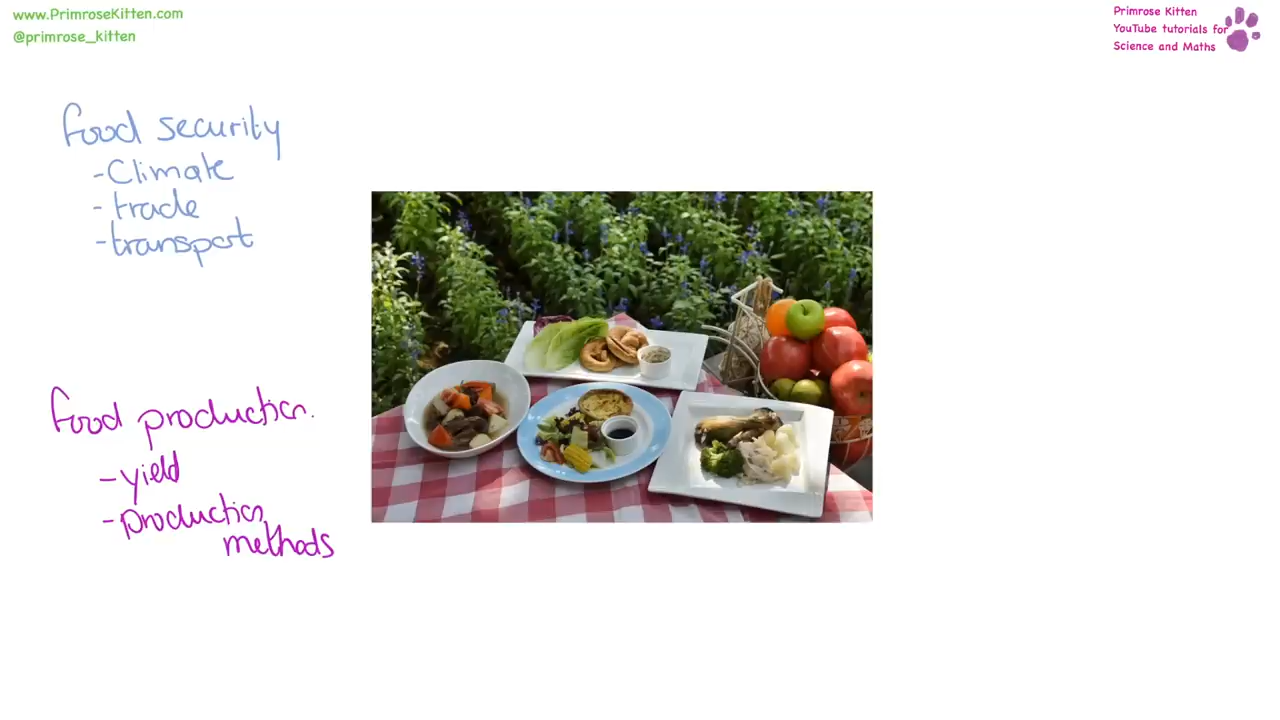 www.PrimroseKitten.com
@primrose_kitten
Primrose Kitten
YouTube tutorials for
Science and Maths
food security
-Climate
-trade
-transport
food production.
-yield
-production
methods